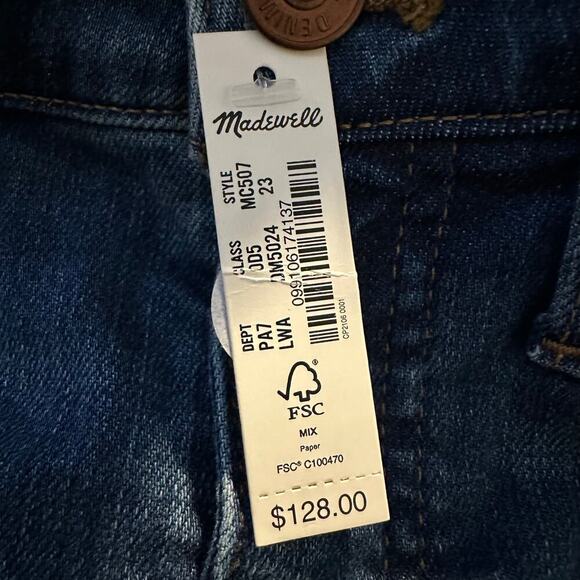 DENIM
Madewell
DEPT CLASS STYLE
PA7 0D5 MC507
LWA DM5024 23
099106174137
CP2106 0001
FSC
MIX
Paper
FSC® C100470
$128.00